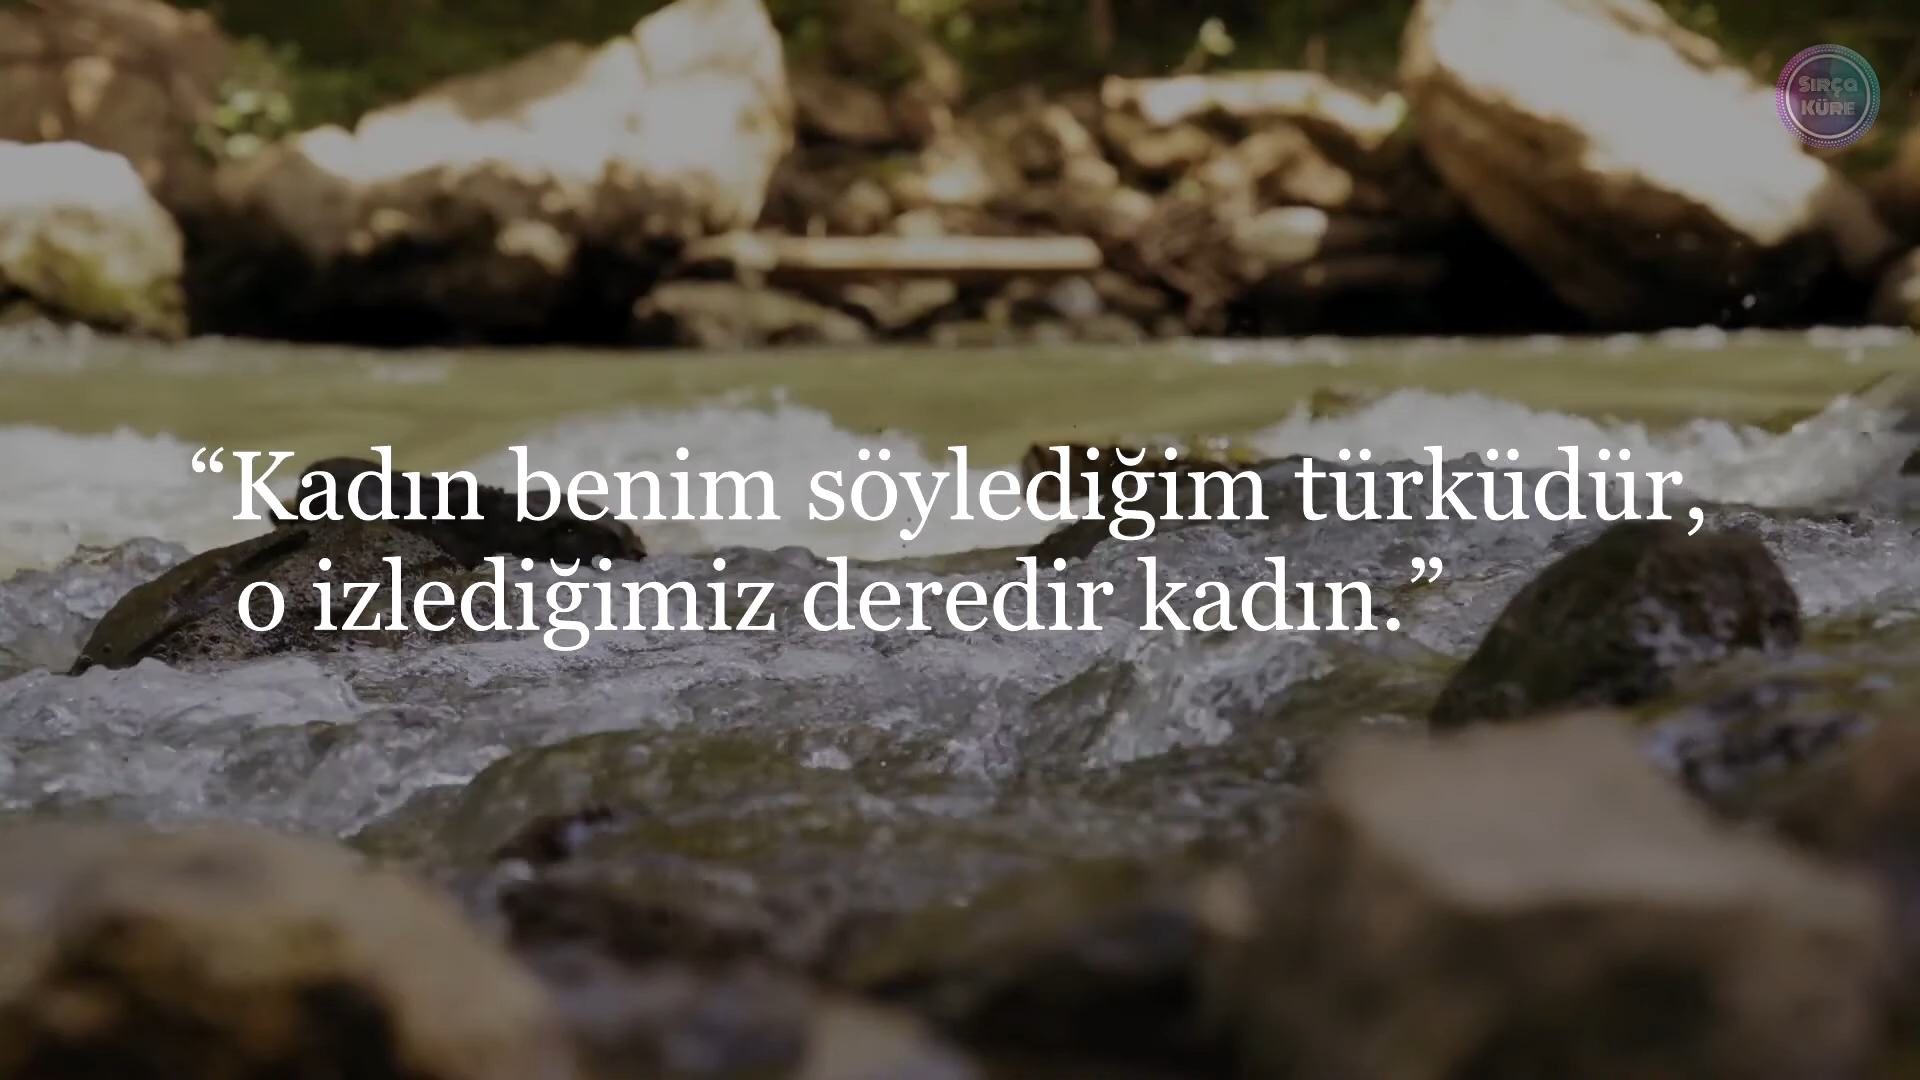 SIRÇA
KÜRE
“Kadın benim söylediğim türküdür,
o izlediğimiz deredir kadın.”